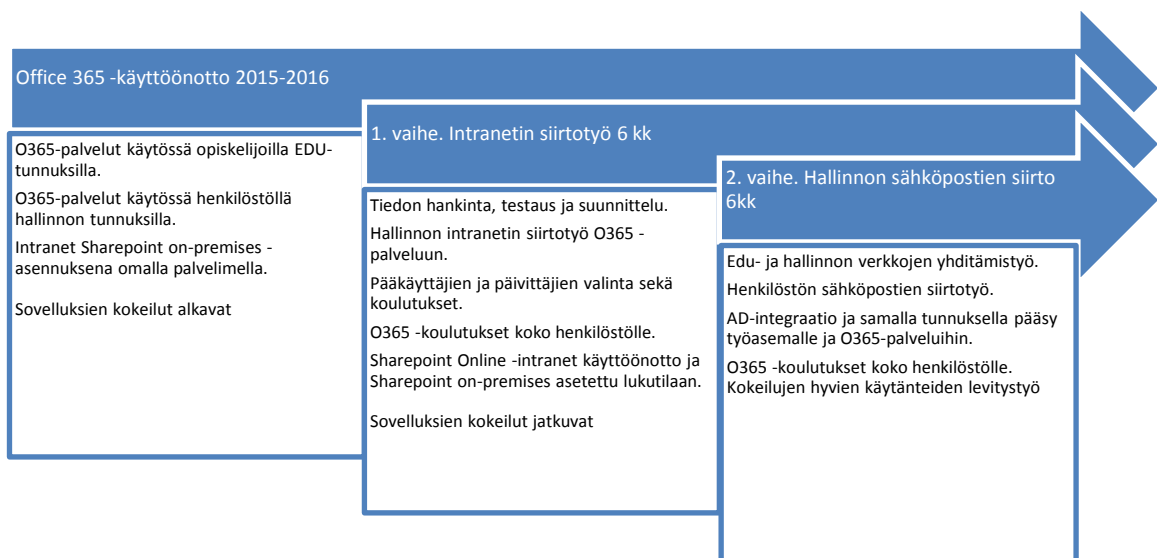 Office 365 -käyttöönotto 2015-2016
O365-palvelut käytössä opiskelijoilla EDU-
tunnuksilla.
O365-palvelut käytössä henkilöstöllä
hallinnon tunnuksilla.
Intranet Sharepoint on-premises -
asennuksena omalla palvelimella.
Sovelluksien kokeilut alkavat
1. vaihe. Intranetin siirtotyö 6 kk
Tiedon hankinta, testaus ja suunnittelu.
Hallinnon intranetin siirtotyö O365 -
palveluun.
Pääkäyttäjien ja päivittäjien valinta sekä
koulutukset.
O365 -koulutukset koko henkilöstölle.
Sharepoint Online -intranet käyttöönotto ja
Sharepoint on-premises asetettu lukutilaan.
Sovelluksien kokeilut jatkuvat
2. vaihe. Hallinnon sähköpostien siirto
6kk
Edu- ja hallinnon verkkojen yhditämistyö.
Henkilöstön sähköpostien siirtotyö.
AD-integraatio ja samalla tunnuksella pääsy
työasemalle ja O365-palveluihin.
O365 -koulutukset koko henkilöstölle.
Kokeilujen hyvien käytänteiden levitystyö